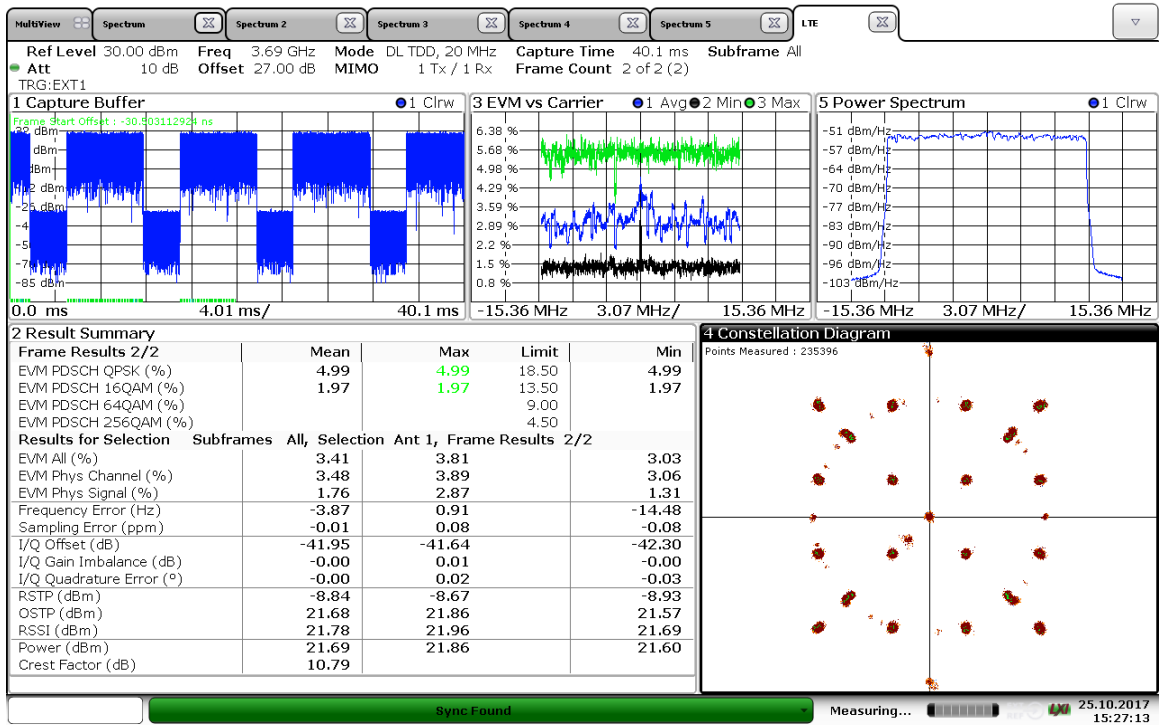 MultiView Spectrum Spectrum 2 Spectrum 3 Spectrum 4 Spectrum 5 LTE
Ref Level 30.00 dBm Freq 3.69 GHz Mode DL TDD, 20 MHz Capture Time 40.1 ms Subframe All
Att 10 dB Offset 27.00 dB MIMO 1 Tx / 1 Rx Frame Count 2 of 2 (2)
TRG:EXT1
1 Capture Buffer 1 Clrw
Frame Start Offset : -30.503112924 ns
dBm
dBm
dBm
-25 dBm
-85 dBm
0.0 ms 4.01 ms/ 40.1 ms
3 EVM vs Carrier 1 Avg 2 Min 3 Max
6.38 %
5.68 %
4.98 %
4.29 %
3.59 %
2.89 %
2.2 %
1.5 %
0.8 %
-15.36 MHz 3.07 MHz/ 15.36 MHz
5 Power Spectrum 1 Clrw
-51 dBm/Hz
-57 dBm/Hz
-64 dBm/Hz
-70 dBm/Hz
-77 dBm/Hz
-83 dBm/Hz
-90 dBm/Hz
-96 dBm/Hz
-103 dBm/Hz
-15.36 MHz 3.07 MHz/ 15.36 MHz
2 Result Summary
Frame Results 2/2 Mean Max Limit Min
EVM PDSCH QPSK (%) 4.99 4.99 18.50 4.99
EVM PDSCH 16QAM (%) 1.97 1.97 13.50 1.97
EVM PDSCH 64QAM (%) 9.00
EVM PDSCH 256QAM (%) 4.50
Results for Selection Subframes All, Selection Ant 1, Frame Results 2/2
EVM All (%) 3.41 3.81 3.03
EVM Phys Channel (%) 3.48 3.89 3.06
EVM Phys Signal (%) 1.76 2.87 1.31
Frequency Error (Hz) -3.87 0.91 -14.48
Sampling Error (ppm) -0.01 0.08 -0.08
I/Q Offset (dB) -41.95 -41.64 -42.30
I/Q Gain Imbalance (dB) -0.00 0.01 -0.00
I/Q Quadrature Error (°) -0.00 0.02 -0.03
RSTP (dBm) -8.84 -8.67 -8.93
OSTP (dBm) 21.68 21.86 21.57
RSSI (dBm) 21.78 21.96 21.69
Power (dBm) 21.69 21.86 21.60
Crest Factor (dB) 10.79
4 Constellation Diagram
Points Measured : 235396
Sync Found
Measuring...
LXI
25.10.2017
15:27:13